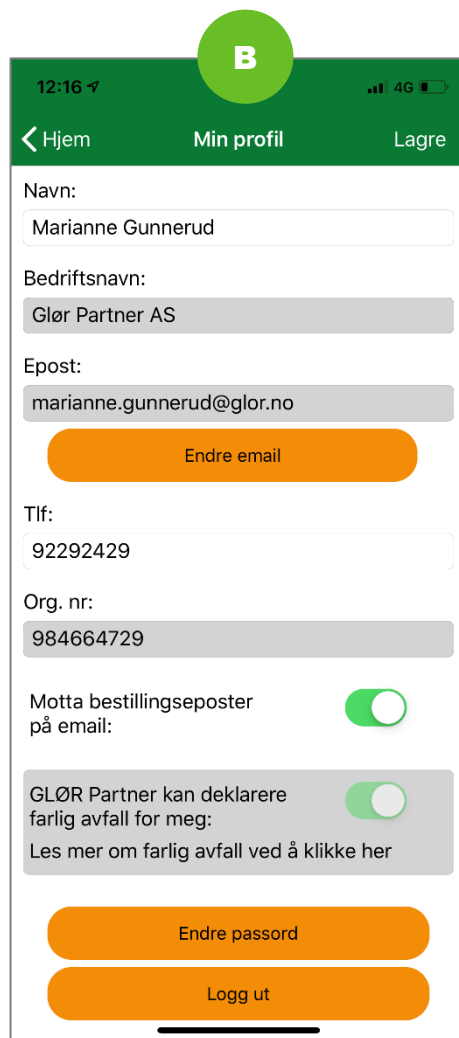 B
12:16
4G
Hjem
Min profil
Lagre
Navn:
Marianne Gunnerud
Bedriftsnavn:
Glør Partner AS
Epost:
marianne.gunnerud@glor.no
Endre email
Tlf:
92292429
Org. nr:
984664729
Motta bestillingseposter
på email:
GLØR Partner kan deklarere
farlig avfall for meg:
Les mer om farlig avfall ved å klikke her
Endre passord
Logg ut